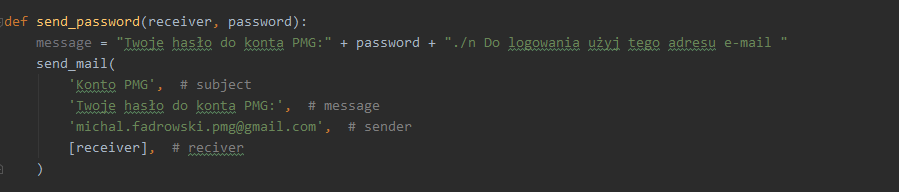 def send_password(receiver, password):
message = "Twoje hasło do konta PMG:" + password + "./n Do logowania użyj tego adresu e-mail "
send_mail(
'Konto PMG',  # subject
'Twoje hasło do konta PMG:',  # message
'michal.fadrowski.pmg@gmail.com',  # sender
[receiver],  # reciver
)